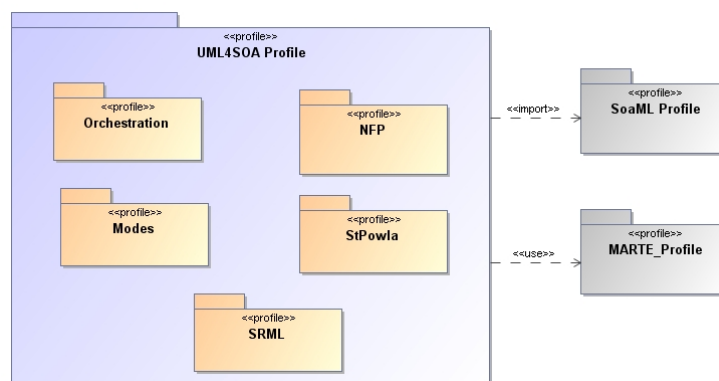 <<profile>>
UML4SOA Profile
<<profile>>
Orchestration
<<profile>>
NFP
<<import>>
<<profile>>
SoaML Profile
<<profile>>
Modes
<<profile>>
StPowla
<<use>>
<<profile>>
MARTE_Profile
<<profile>>
SRML